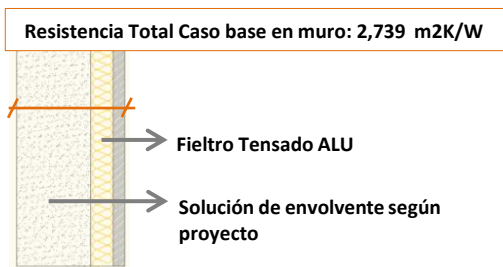 Resistencia Total Caso base en muro: 2,739 m2K/W
Fieltro Tensado ALU
Solución de envolvente según
proyecto